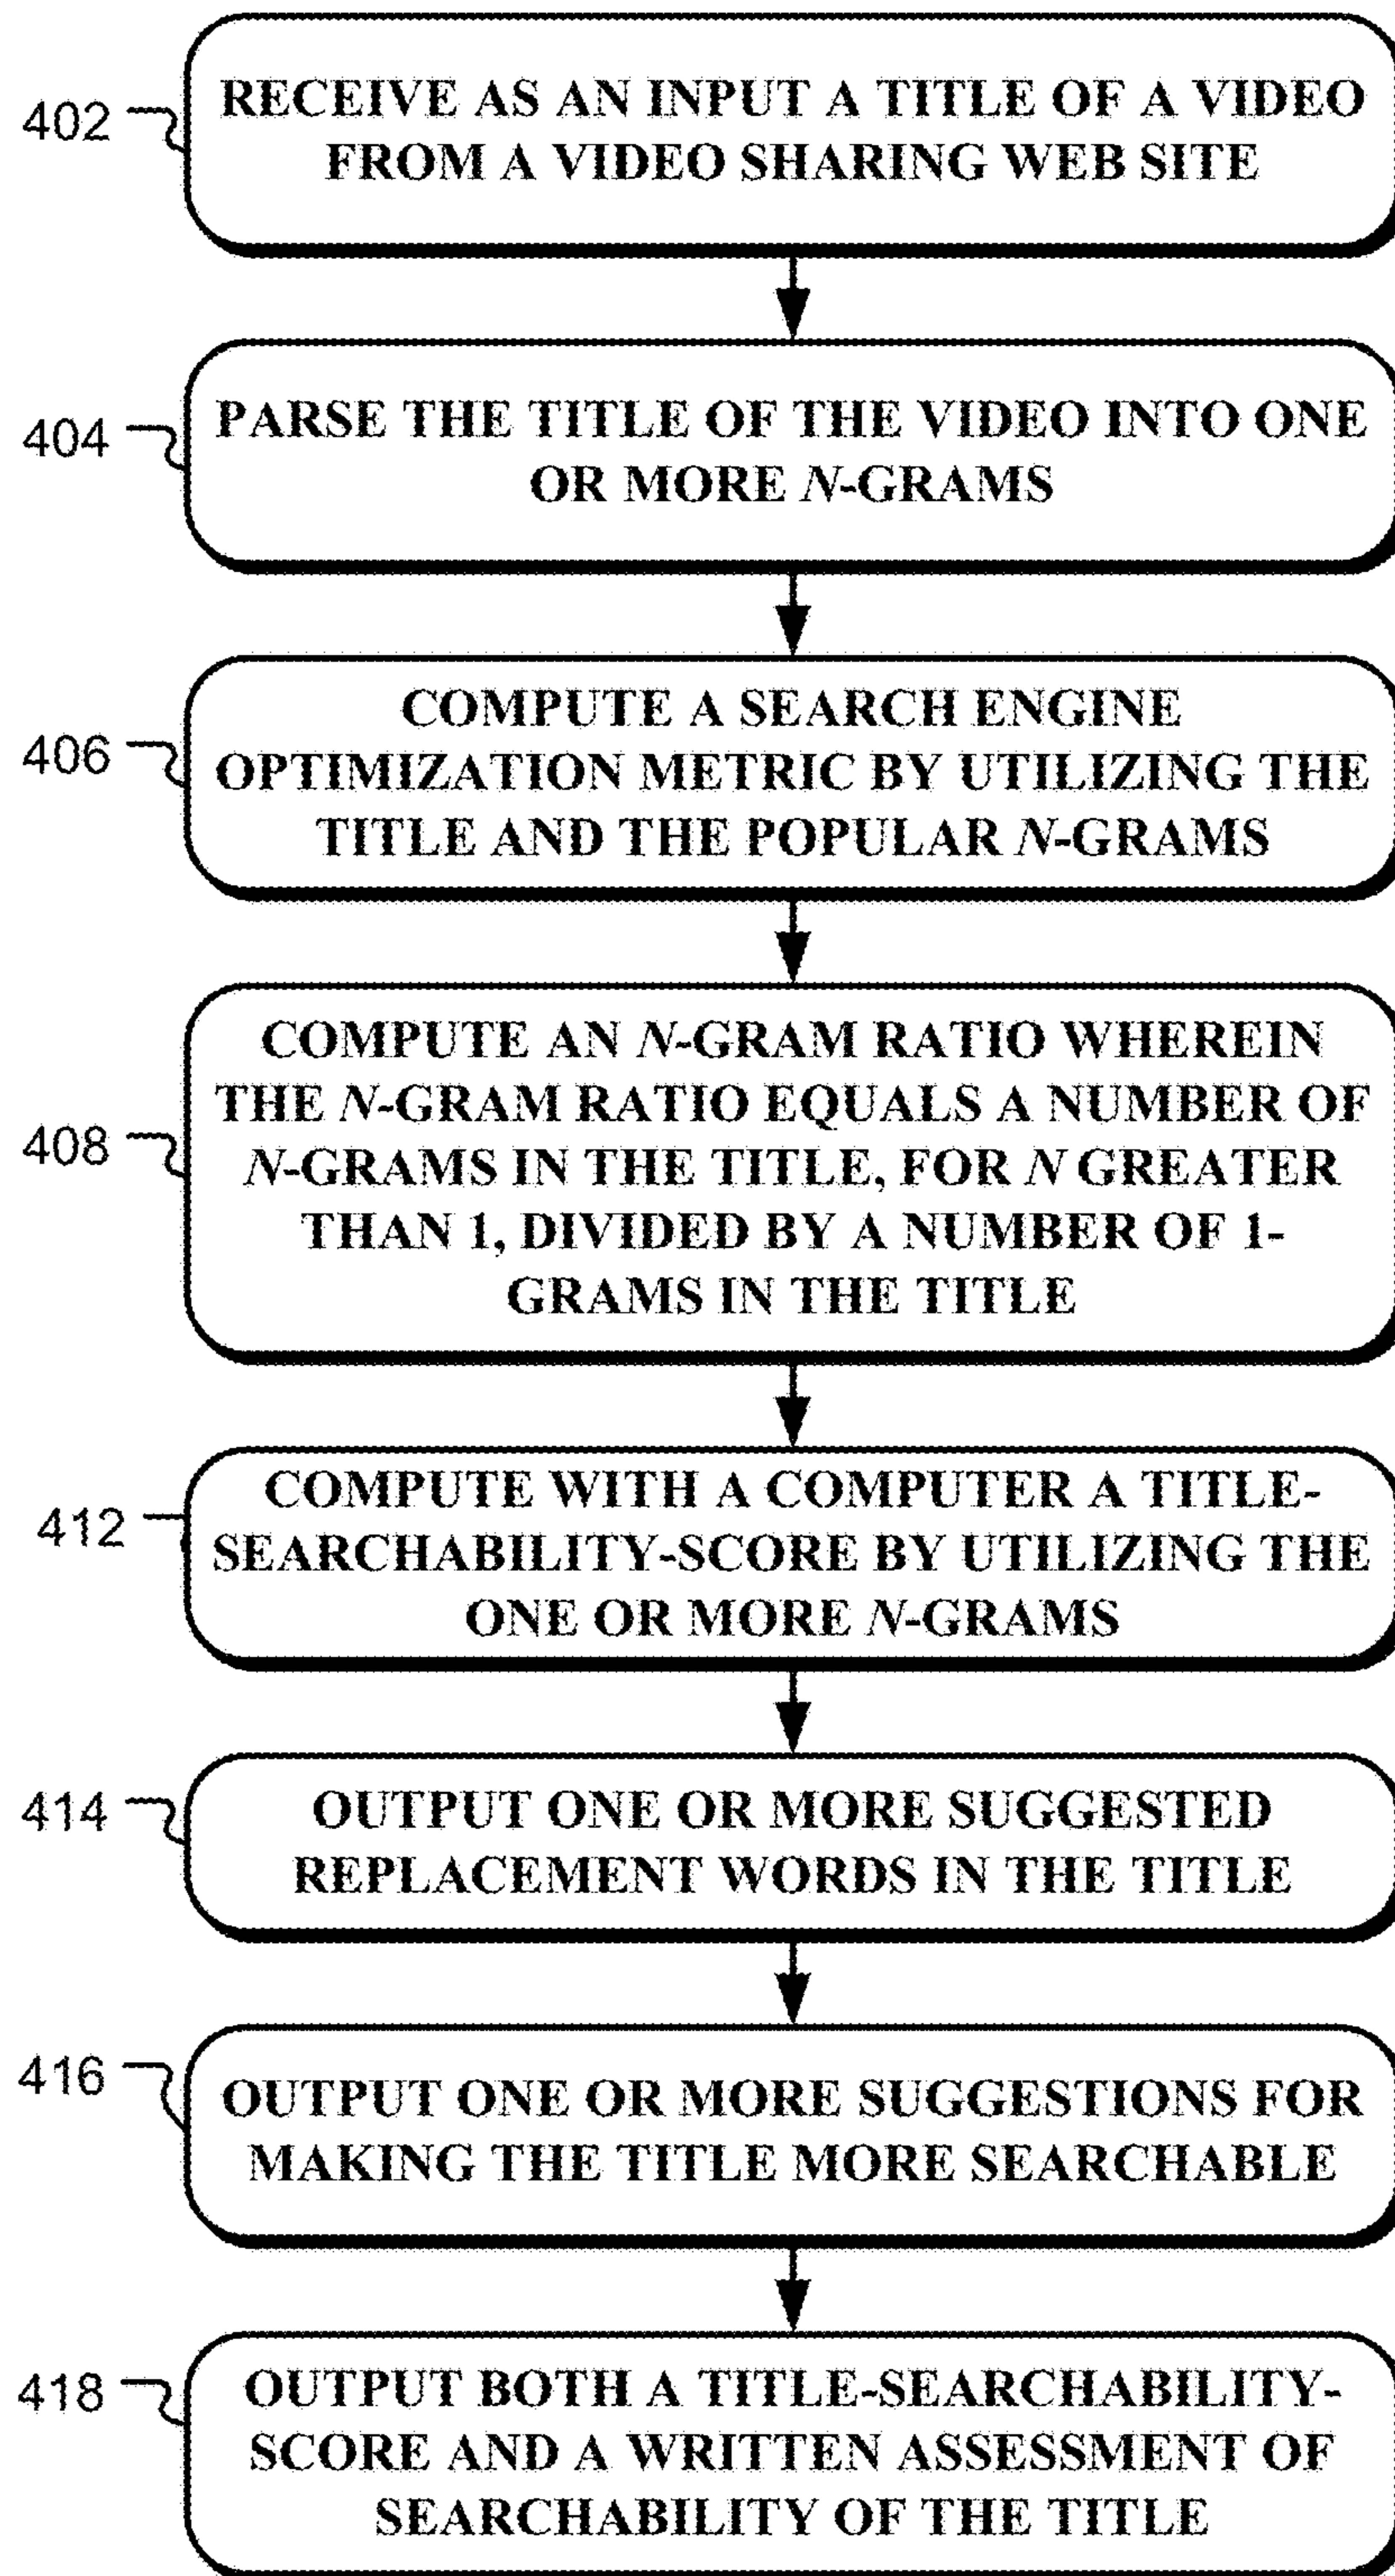 402
RECEIVE AS AN INPUT A TITLE OF A VIDEO
FROM A VIDEO SHARING WEB SITE
404
PARSE THE TITLE OF THE VIDEO INTO ONE
OR MORE N-GRAMS
406
COMPUTE A SEARCH ENGINE
OPTIMIZATION METRIC BY UTILIZING THE
TITLE AND THE POPULAR N-GRAMS
408
COMPUTE AN N-GRAM RATIO WHEREIN
THE N-GRAM RATIO EQUALS A NUMBER OF
N-GRAMS IN THE TITLE, FOR N GREATER
THAN 1, DIVIDED BY A NUMBER OF 1-
GRAMS IN THE TITLE
412
COMPUTE WITH A COMPUTER A TITLE-
SEARCHABILITY-SCORE BY UTILIZING THE
ONE OR MORE N-GRAMS
414
OUTPUT ONE OR MORE SUGGESTED
REPLACEMENT WORDS IN THE TITLE
416
OUTPUT ONE OR MORE SUGGESTIONS FOR
MAKING THE TITLE MORE SEARCHABLE
418
OUTPUT BOTH A TITLE-SEARCHABILITY-
SCORE AND A WRITTEN ASSESSMENT OF
SEARCHABILITY OF THE TITLE